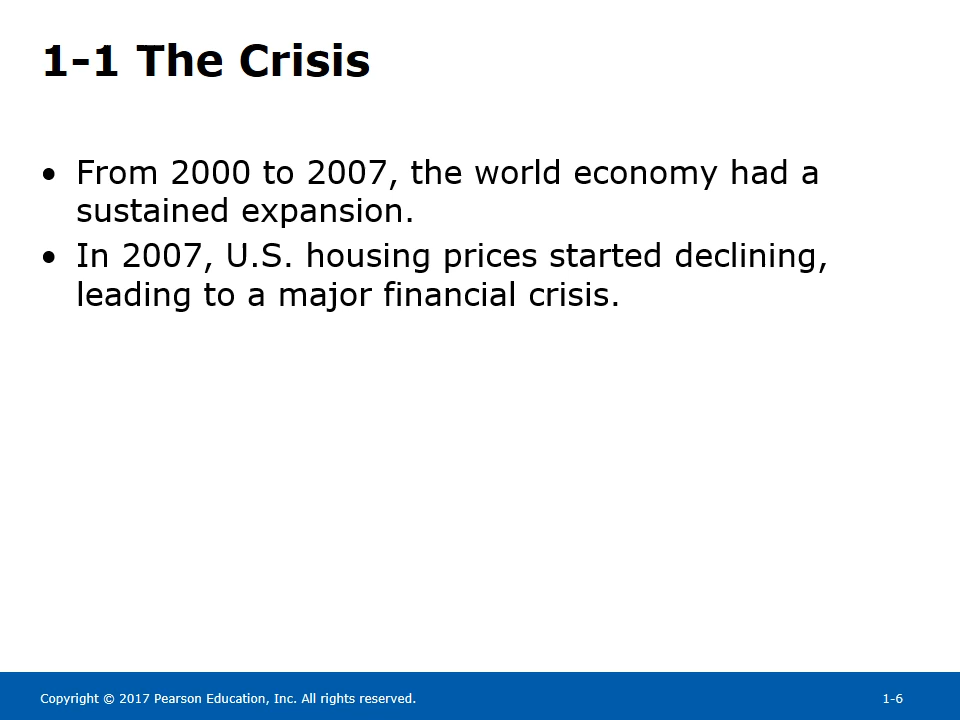 1-1 The Crisis
• From 2000 to 2007, the world economy had a
sustained expansion.
• In 2007, U.S. housing prices started declining,
leading to a major financial crisis.
Copyright © 2017 Pearson Education, Inc. All rights reserved.
1-6